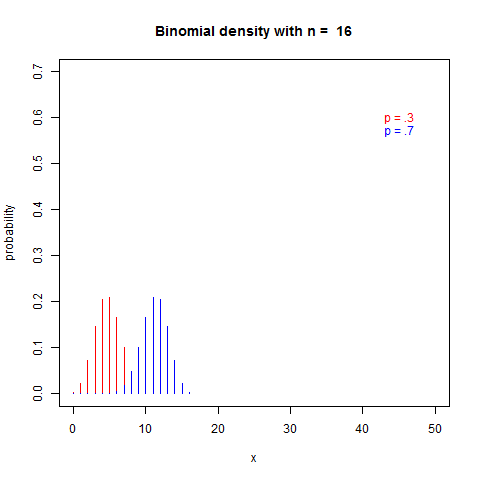 Binomial density with n =  16
0.7
0.6
0.5
0.4
0.3
0.2
0.1
0.0
probability
p = .3
p = .7
0 10 20 30 40 50
x